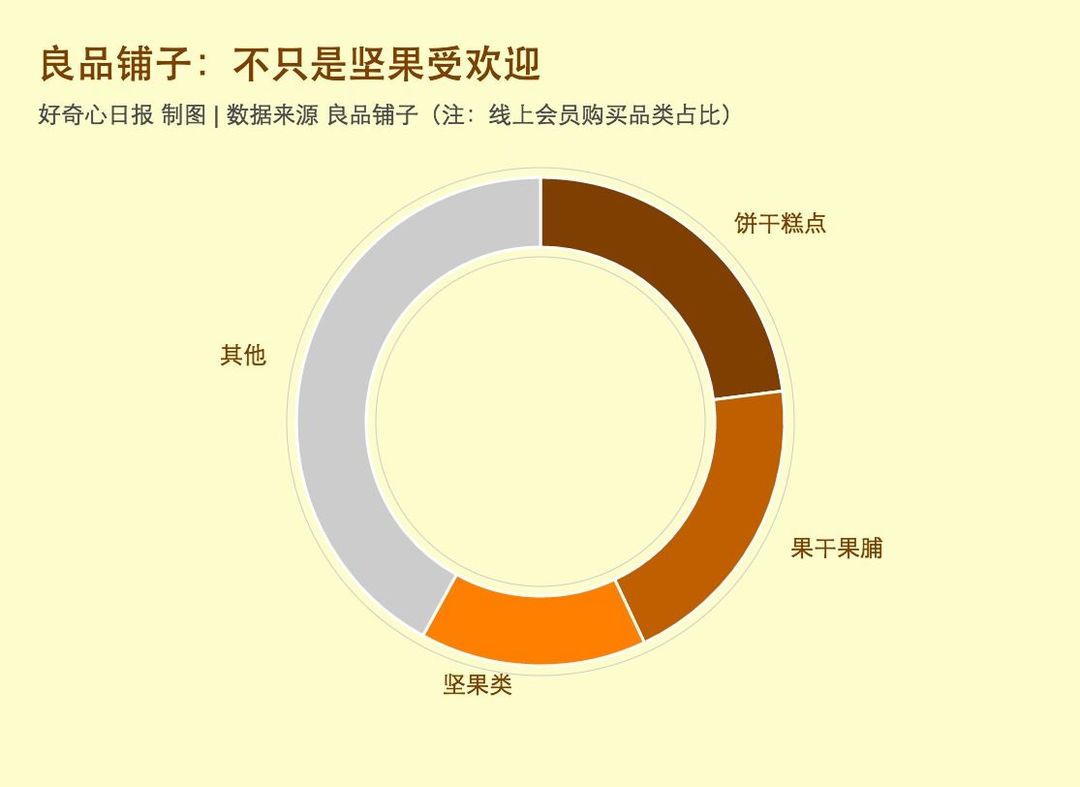 良品铺子：不只是坚果受欢迎
好奇心日报 制图 | 数据来源 良品铺子（注：线上会员购买品类占比）
饼干糕点
其他
果干果脯
坚果类